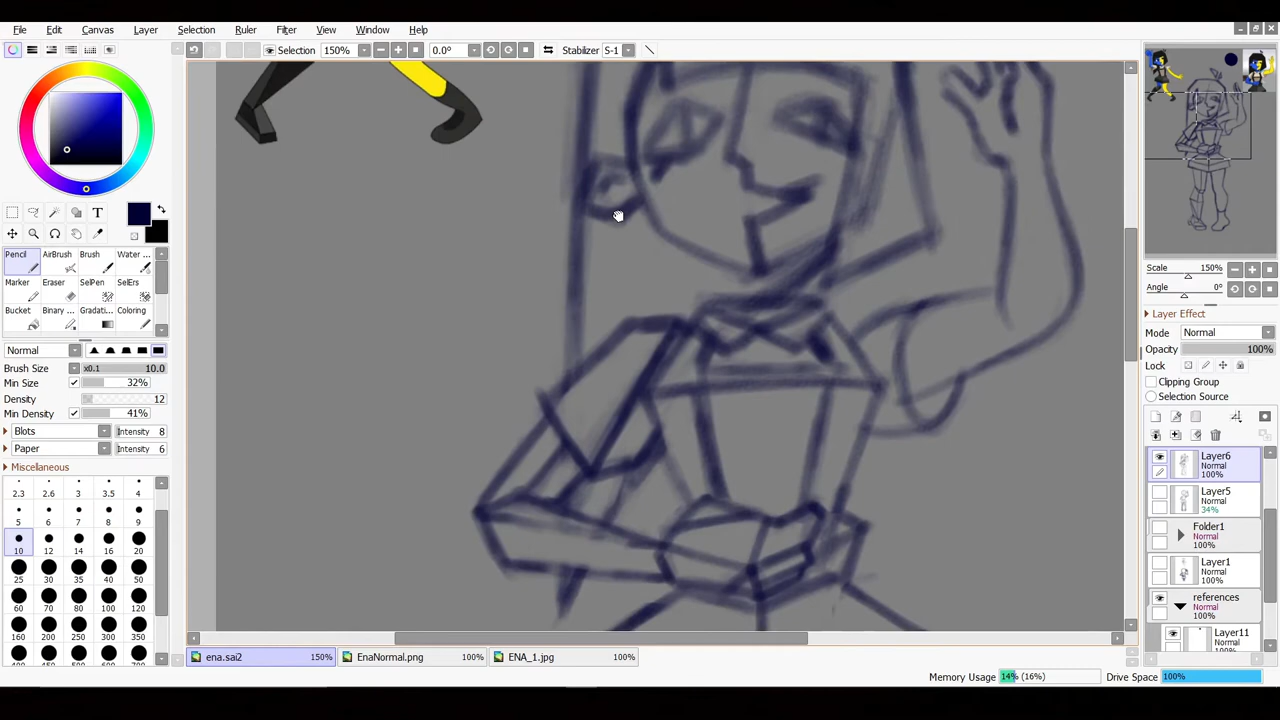 File Edit Canvas Layer Selection Ruler Filter View Window Help
Selection 150% 0.0° Stabilizer S-1
Pencil AirBrush Brush Water ...
Marker Eraser SelPen SelErs
Bucket Binary ... Gradati... Coloring
Normal
Brush Size x0.1 10.0
Min Size 32%
Density 12
Min Density 41%
Blots Intensity 8
Paper Intensity 6
Miscellaneous
2.3 2.6 3 3.5 4
5 6 7 8 9
10 12 14 16 20
25 30 35 40 50
60 70 80 100 120
160 200 250 300 350
ena.sai2 150% EnaNormal.png 100% ENA_1.jpg 100%
Memory Usage 14% (16%) Drive Space 100%
Scale 150%
Angle 0°
Layer Effect
Mode Normal
Opacity 100%
Lock
Clipping Group
Selection Source
Layer6
Normal
100%
Layer5
Normal
34%
Folder1
Normal
100%
Layer1
Normal
100%
references
Normal
100%
Layer11
Normal